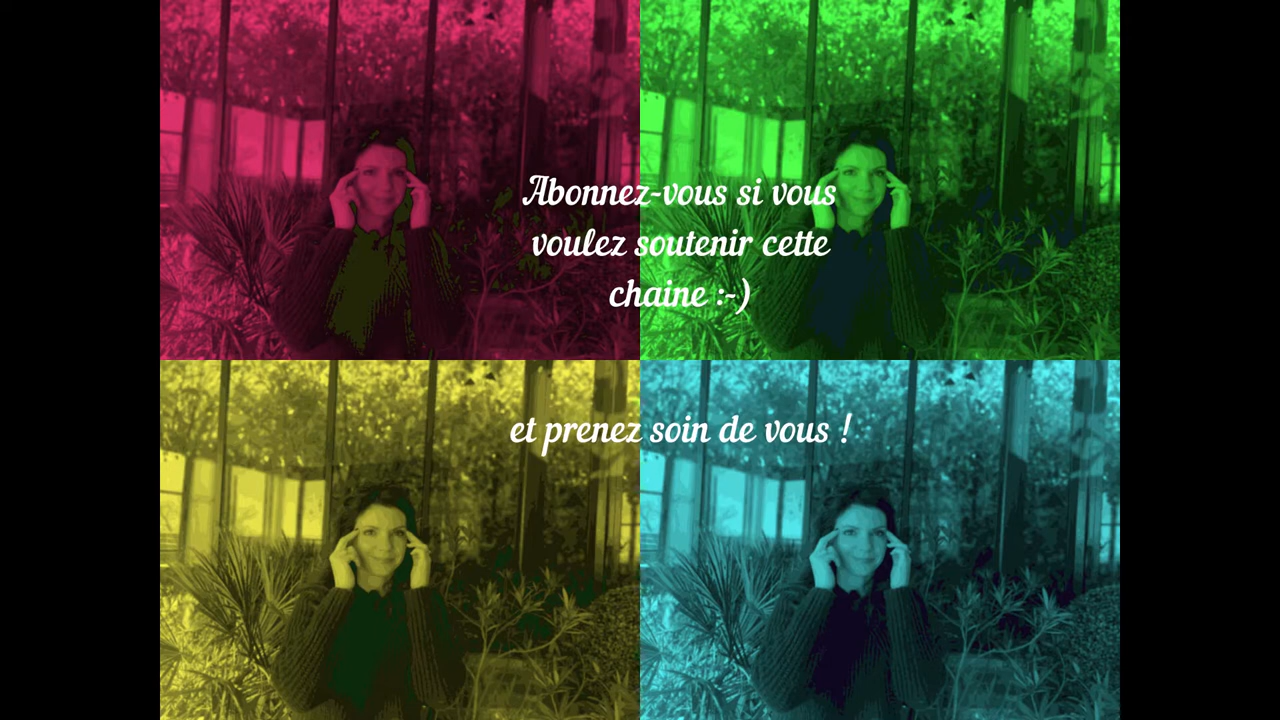 Abonnez-vous si vous
voulez soutenir cette
chaine :-)
et prenez soin de vous !